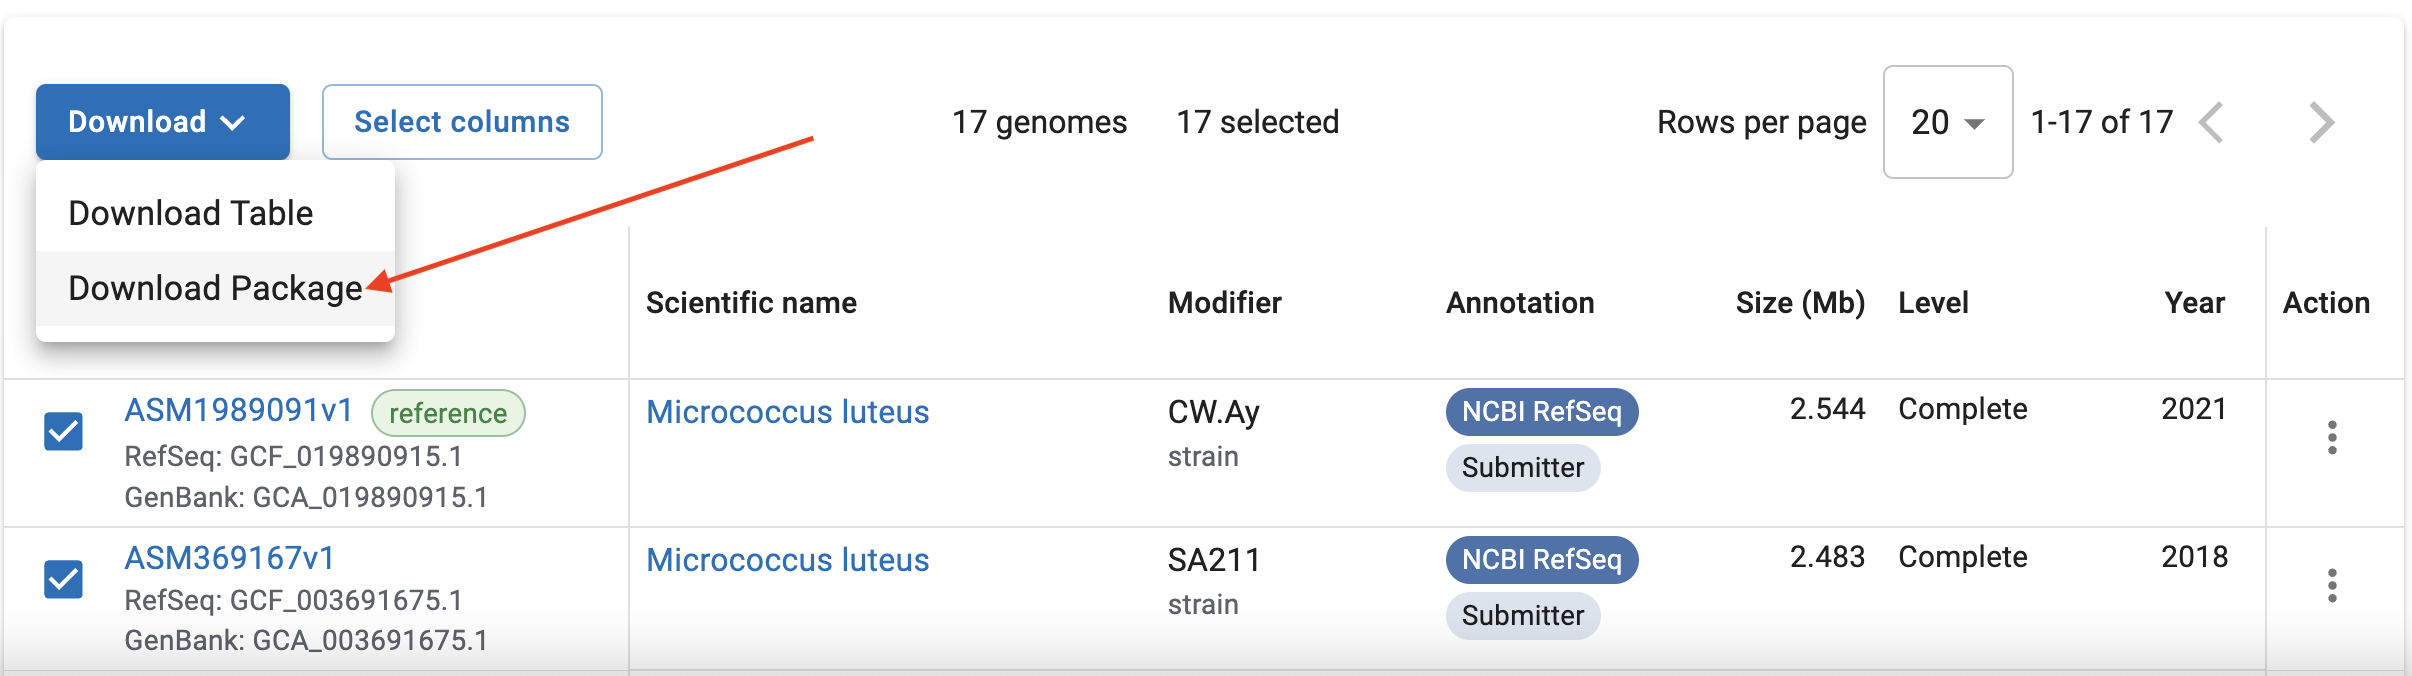 Download
Select columns
17 genomes
17 selected
Rows per page
20
1-17 of 17
Download Table
Download Package
Scientific name
Modifier
Annotation
Size (Mb)
Level
Year
Action
ASM1989091v1 reference
RefSeq: GCF_019890915.1
GenBank: GCA_019890915.1
Micrococcus luteus
CW.Ay
strain
NCBI RefSeq
Submitter
2.544
Complete
2021
ASM369167v1
RefSeq: GCF_003691675.1
GenBank: GCA_003691675.1
Micrococcus luteus
SA211
strain
NCBI RefSeq
Submitter
2.483
Complete
2018